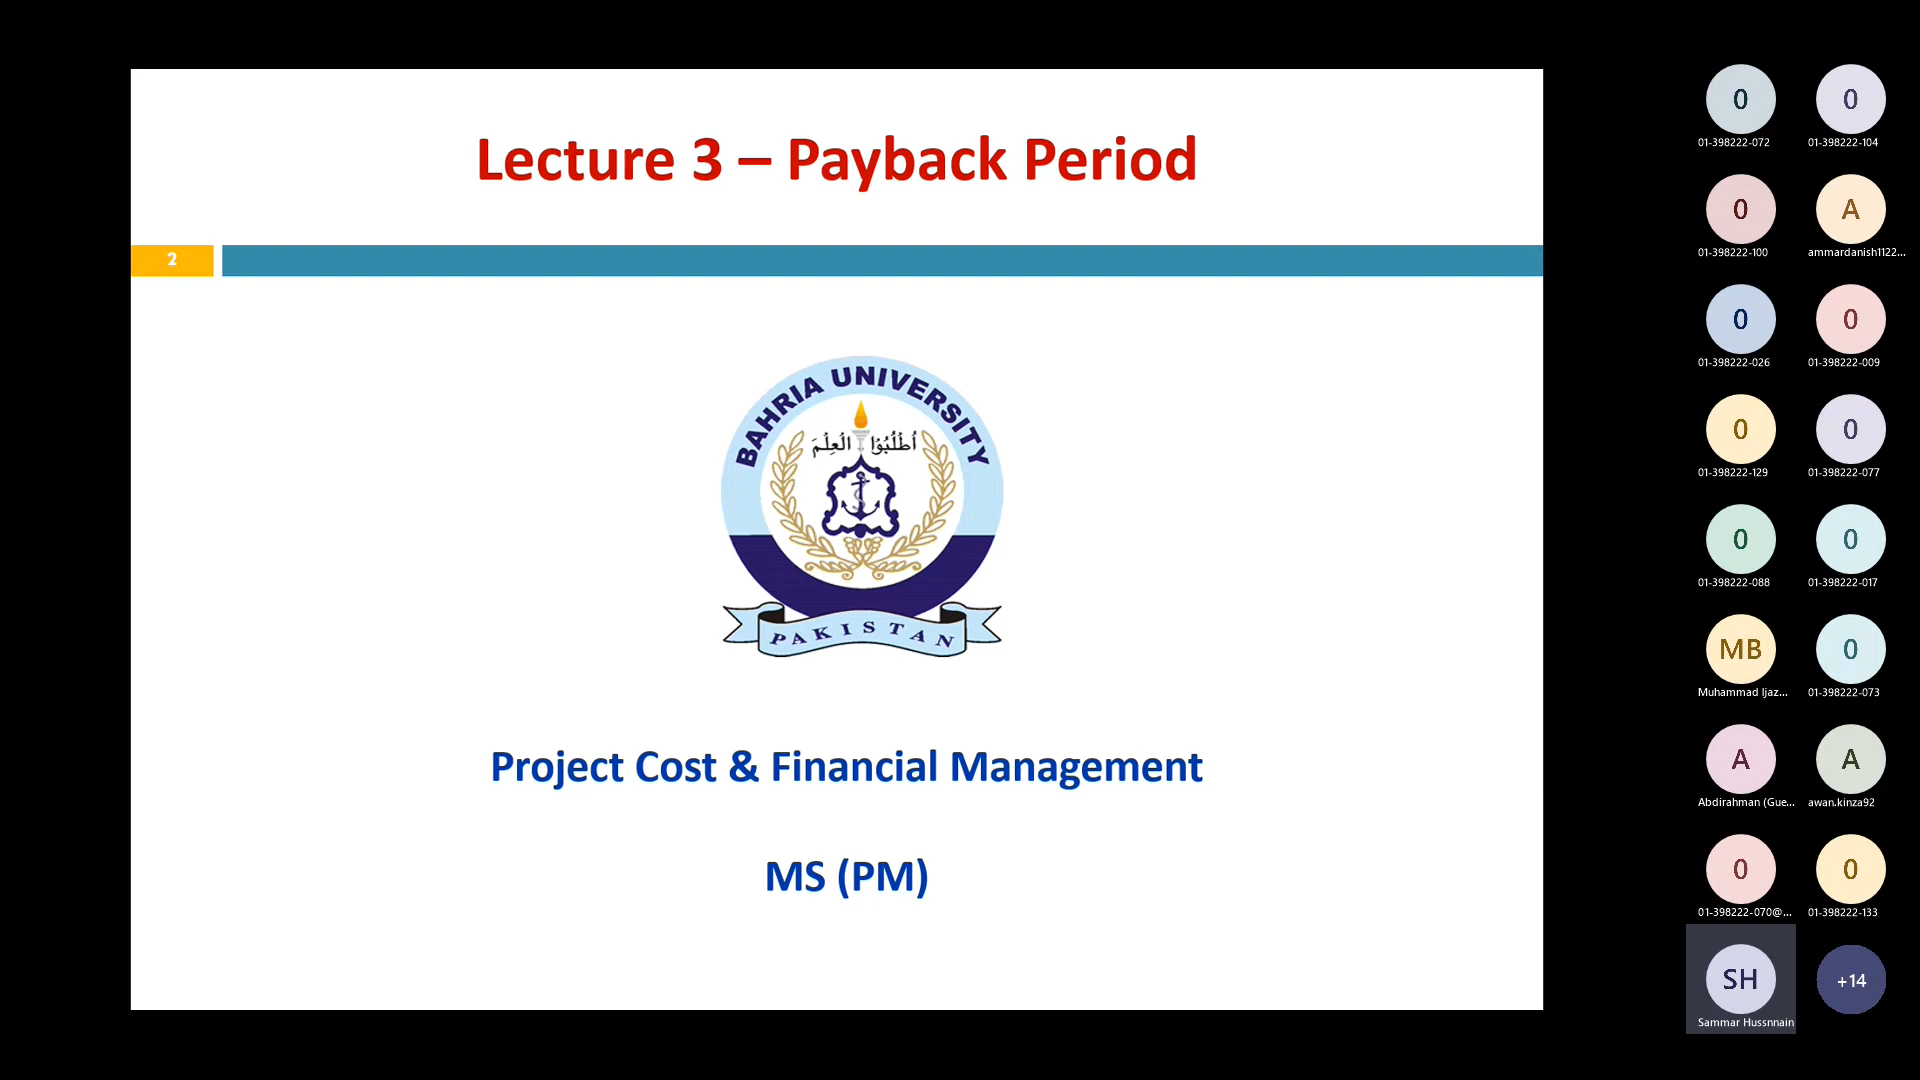 Lecture 3 – Payback Period
2
BAHRIA UNIVERSITY
اُطْلُبُوْا الْعِلْمَ
PAKISTAN
Project Cost & Financial Management
MS (PM)
0
01-398222-072
0
01-398222-104
0
01-398222-100
A
ammardanish1122...
0
01-398222-026
0
01-398222-009
0
01-398222-129
0
01-398222-077
0
01-398222-088
0
01-398222-017
MB
Muhammad Ijaz...
0
01-398222-073
A
Abdirahman (Gue...
A
awan.kinza92
0
01-398222-070@...
0
01-398222-133
SH
Sammar Hussnnain
+14